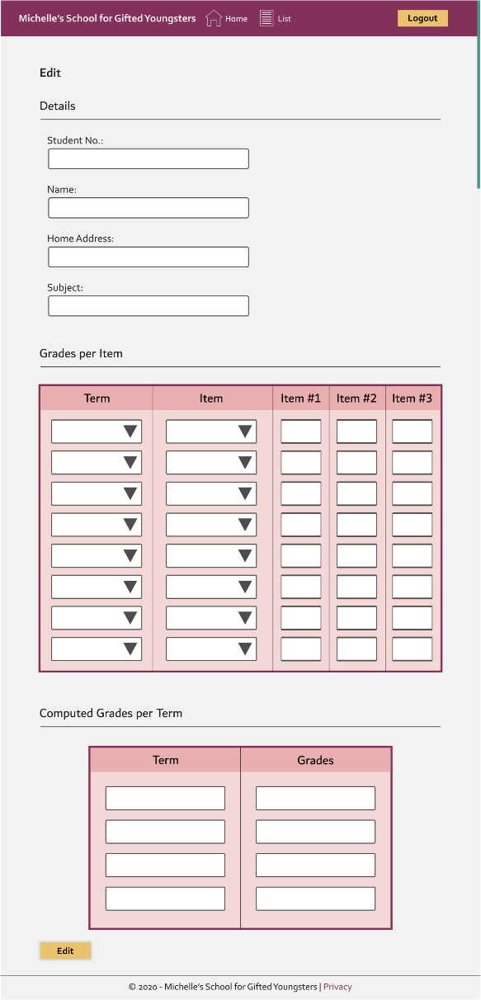 Michelle's School for Gifted Youngsters Home List Logout
Edit
Details
Student No.:
Name:
Home Address:
Subject:
Grades per Item
Term Item Item #1 Item #2 Item #3
Computed Grades per Term
Term Grades
Edit
© 2020 - Michelle's School for Gifted Youngsters | Privacy